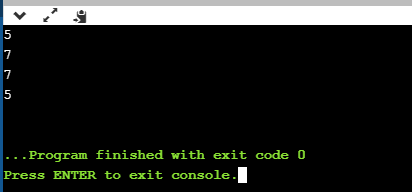 5
7
7
5
...Program finished with exit code 0
Press ENTER to exit console.